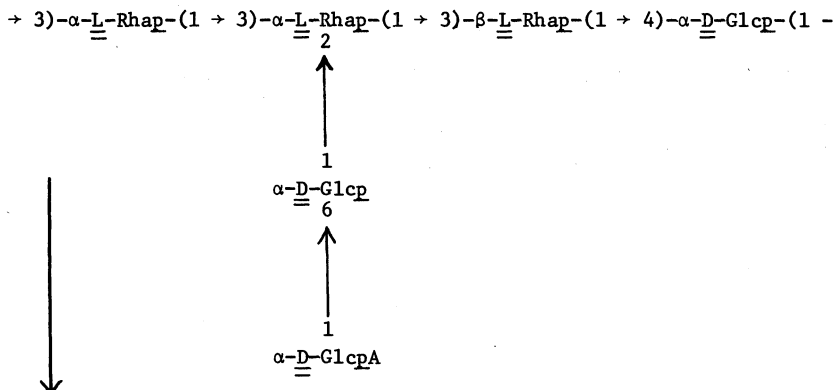 → 3)-α-L-Rhap-(1 → 3)-α-L-Rhap-(1 → 3)-β-L-Rhap-(1 → 4)-α-D-Glcp-(1 -
2
1
α-D-Glcp
6
1
α-D-GlcpA